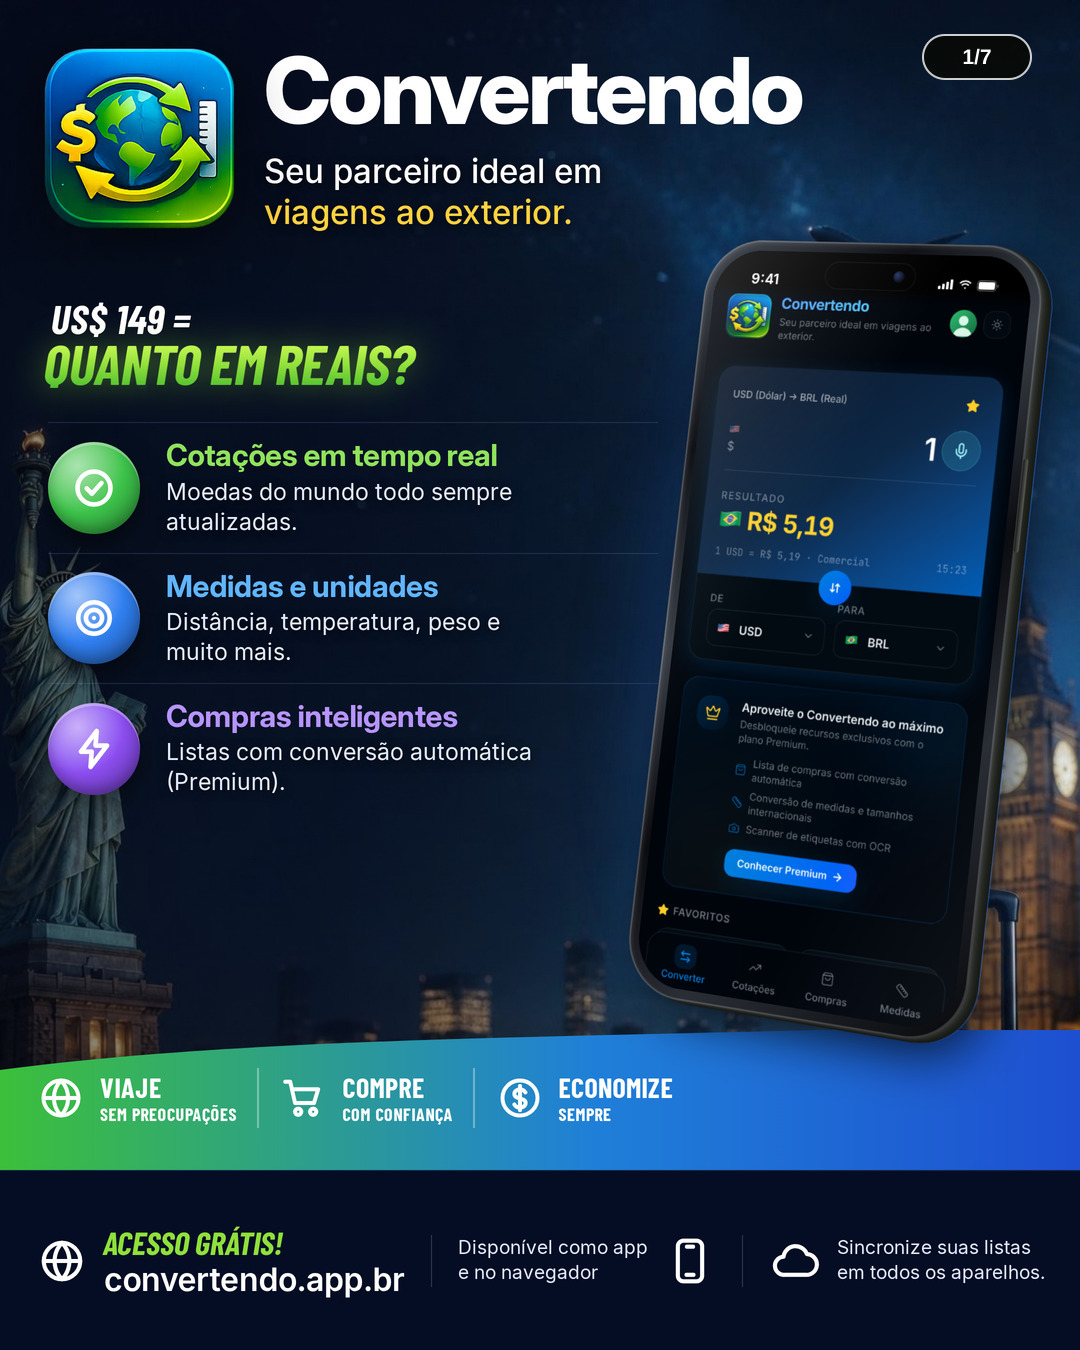 1/7
Convertendo
Seu parceiro ideal em
viagens ao exterior.
US$ 149 =
QUANTO EM REAIS?
Cotações em tempo real
Moedas do mundo todo sempre
atualizadas.
Medidas e unidades
Distância, temperatura, peso e
muito mais.
Compras inteligentes
Listas com conversão automática
(Premium).
9:41
Convertendo
Seu parceiro ideal em viagens ao
exterior.
USD (Dólar) → BRL (Real)
$
1
RESULTADO
R$ 5,19
1 USD = R$ 5,19 · Comercial
15:23
DE
PARA
USD
BRL
Aproveite o Convertendo ao máximo
Desbloqueie recursos exclusivos com o
plano Premium.
Lista de compras com conversão
automática
Conversão de medidas e tamanhos
internacionais
Scanner de etiquetas com OCR
Conhecer Premium →
FAVORITOS
Converter
Cotações
Compras
Medidas
VIAJE
SEM PREOCUPAÇÕES
COMPRE
COM CONFIANÇA
ECONOMIZE
SEMPRE
ACESSO GRÁTIS!
convertendo.app.br
Disponível como app
e no navegador
Sincronize suas listas
em todos os aparelhos.